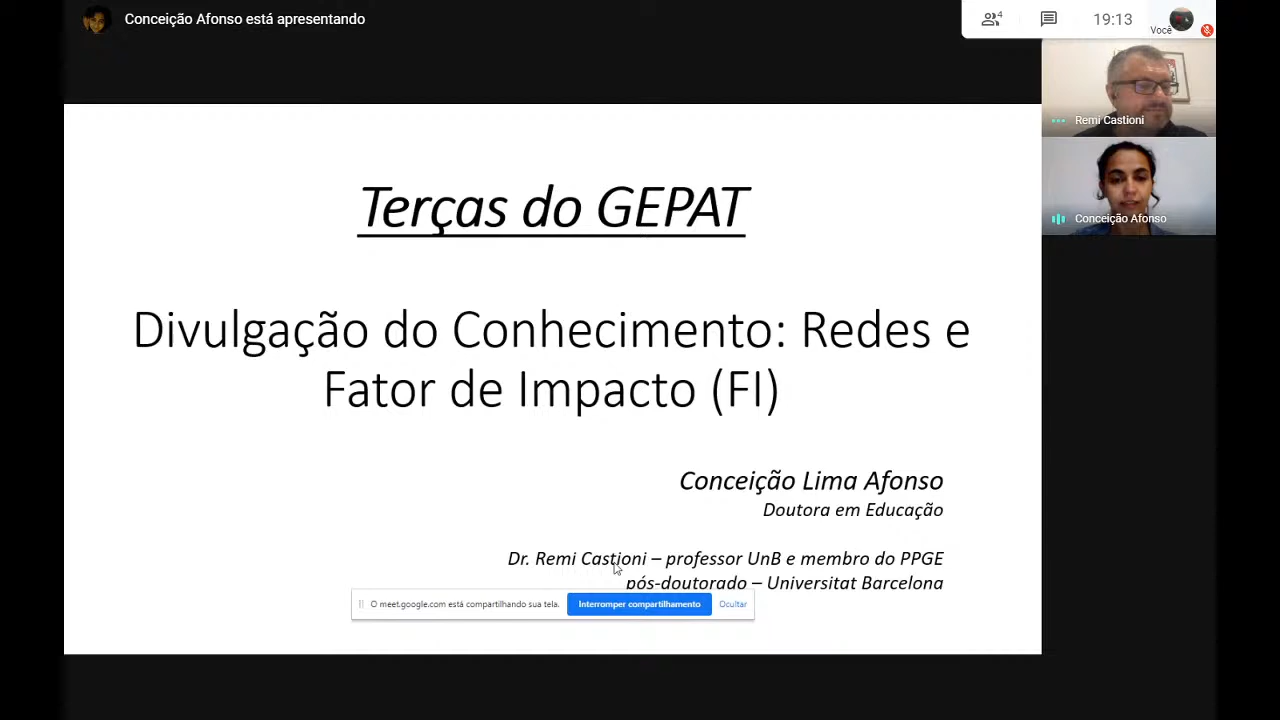 Conceição Afonso está apresentando
4
19:13
Você
Remi Castioni
Conceição Afonso
Terças do GEPAT
Divulgação do Conhecimento: Redes e
Fator de Impacto (FI)
Conceição Lima Afonso
Doutora em Educação
Dr. Remi Castioni – professor UnB e membro do PPGE
pós-doutorado – Universitat Barcelona
O meet.google.com está compartilhando sua tela.
Interromper compartilhamento
Ocultar